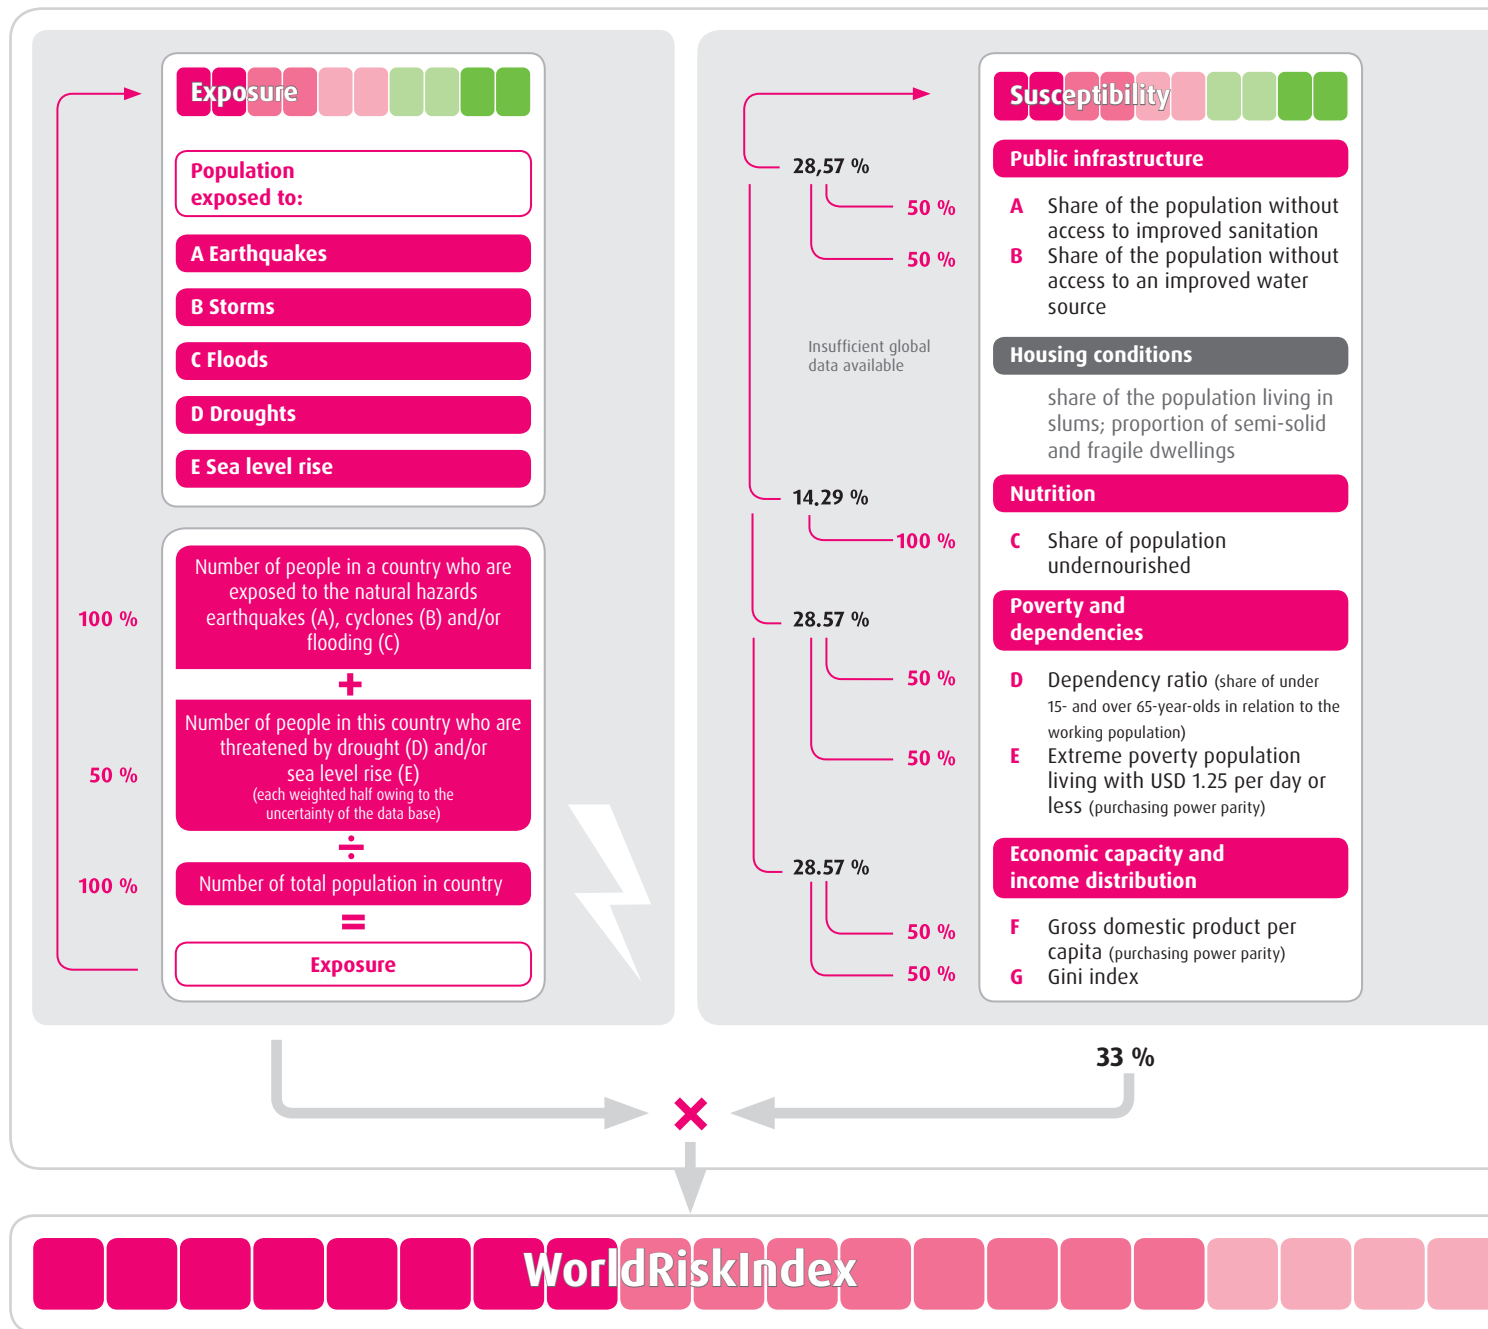 Exposure
Population
exposed to:
A Earthquakes
B Storms
C Floods
D Droughts
E Sea level rise
100 %
Number of people in a country who are
exposed to the natural hazards
earthquakes (A), cyclones (B) and/or
flooding (C)
+
50 %
Number of people in this country who are
threatened by drought (D) and/or
sea level rise (E)
(each weighted half owing to the
uncertainty of the data base)
÷
100 %
Number of total population in country
=
Exposure
Susceptibility
28,57 %
Public infrastructure
50 %
A Share of the population without
access to improved sanitation
50 %
B Share of the population without
access to an improved water
source
Insufficient global
data available
Housing conditions
share of the population living in
slums; proportion of semi-solid
and fragile dwellings
14.29 %
Nutrition
100 %
C Share of population
undernourished
28.57 %
Poverty and
dependencies
50 %
D Dependency ratio (share of under
15- and over 65-year-olds in relation to the
working population)
50 %
E Extreme poverty population
living with USD 1.25 per day or
less (purchasing power parity)
28.57 %
Economic capacity and
income distribution
50 %
F Gross domestic product per
capita (purchasing power parity)
50 %
G Gini index
33 %
×
WorldRiskIndex